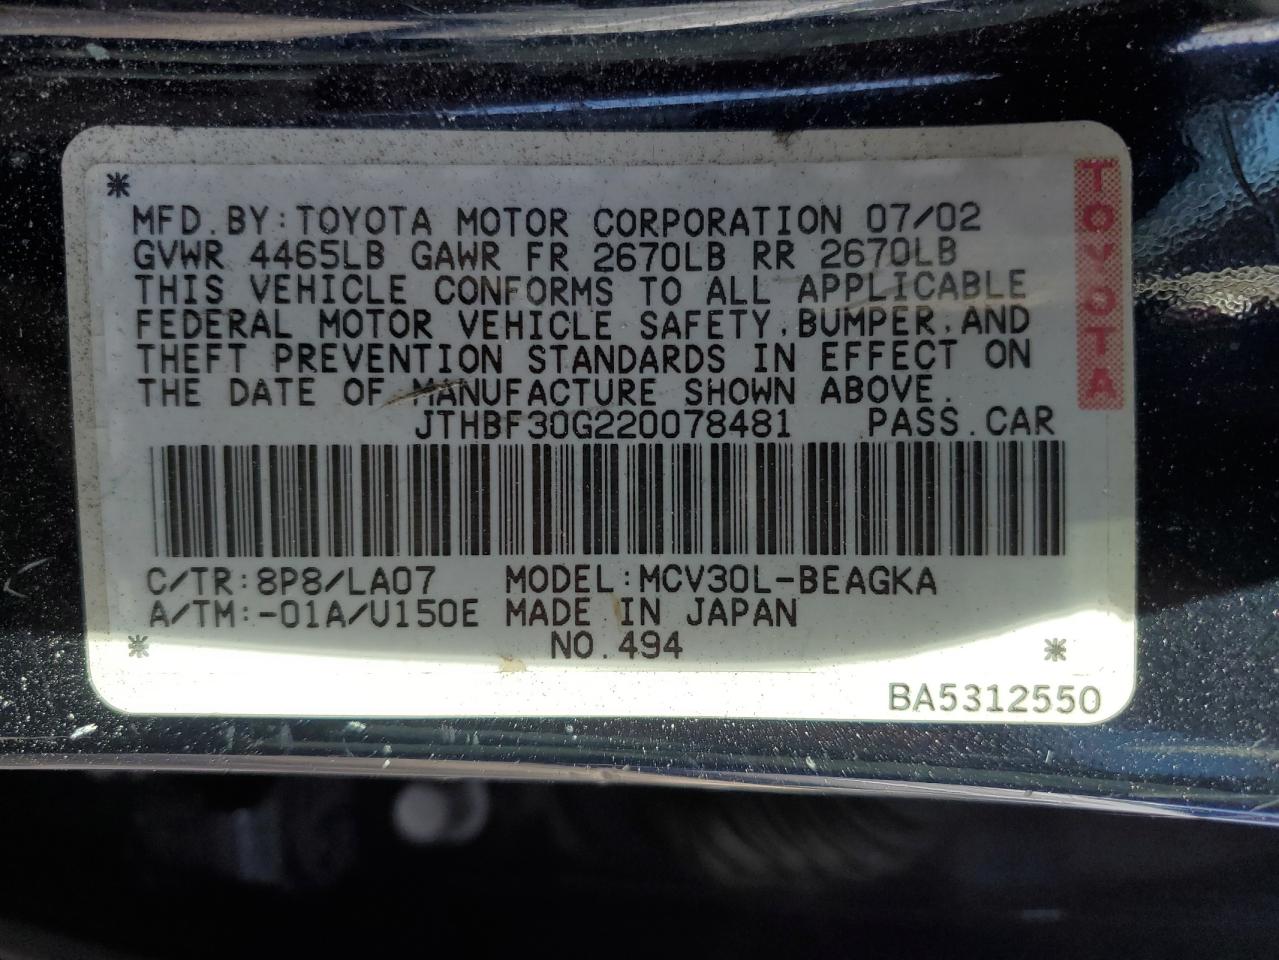 MFD.BY:TOYOTA MOTOR CORPORATION 07/02
GVWR 4465LB GAWR FR 2670LB RR 2670LB
THIS VEHICLE CONFORMS TO ALL APPLICABLE
FEDERAL MOTOR VEHICLE SAFETY,BUMPER,AND
THEFT PREVENTION STANDARDS IN EFFECT ON
THE DATE OF MANUFACTURE SHOWN ABOVE.
JTHBF30G220078481 PASS.CAR
C/TR:8P8/LA07 MODEL:MCV30L-BEAGKA
A/TM:-01A/U150E MADE IN JAPAN
NO.494
BA5312550
TOYOTA